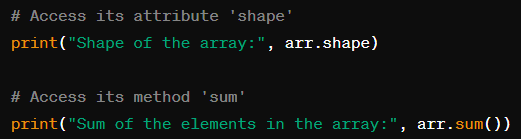 # Access its attribute 'shape'
print("Shape of the array:", arr.shape)
# Access its method 'sum'
print("Sum of the elements in the array:", arr.sum())